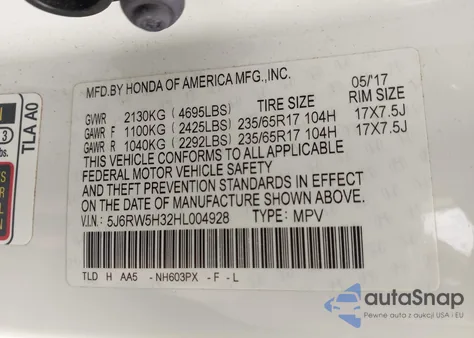 MFD.BY HONDA OF AMERICA MFG.,INC.
05/'17
GVWR 2130KG (4695LBS) TIRE SIZE RIM SIZE
GAWR F 1100KG (2425LBS) 235/65R17 104H 17X7.5J
GAWR R 1040KG (2292LBS) 235/65R17 104H 17X7.5J
THIS VEHICLE CONFORMS TO ALL APPLICABLE
FEDERAL MOTOR VEHICLE SAFETY
AND THEFT PREVENTION STANDARDS IN EFFECT
ON THE DATE OF MANUFACTURE SHOWN ABOVE.
V.I.N: 5J6RW5H32HL004928 TYPE: MPV
TLD H AA5 -NH603PX -F -L
TLA A0
N
3
bs.
autoSnap
Pewne auta z aukcji USA i EU